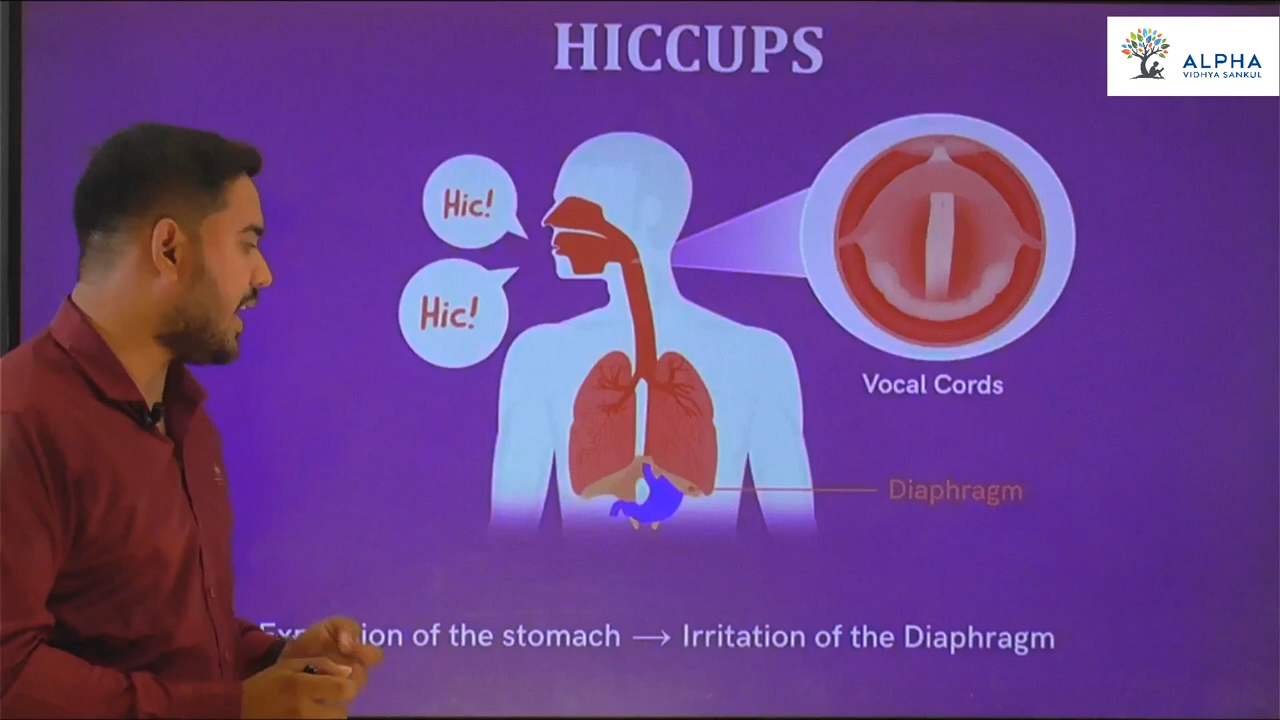 HICCUPS
ALPHA
VIDHYA SANKUL
Hic!
Hic!
Vocal Cords
Diaphragm
of the stomach → Irritation of the Diaphragm